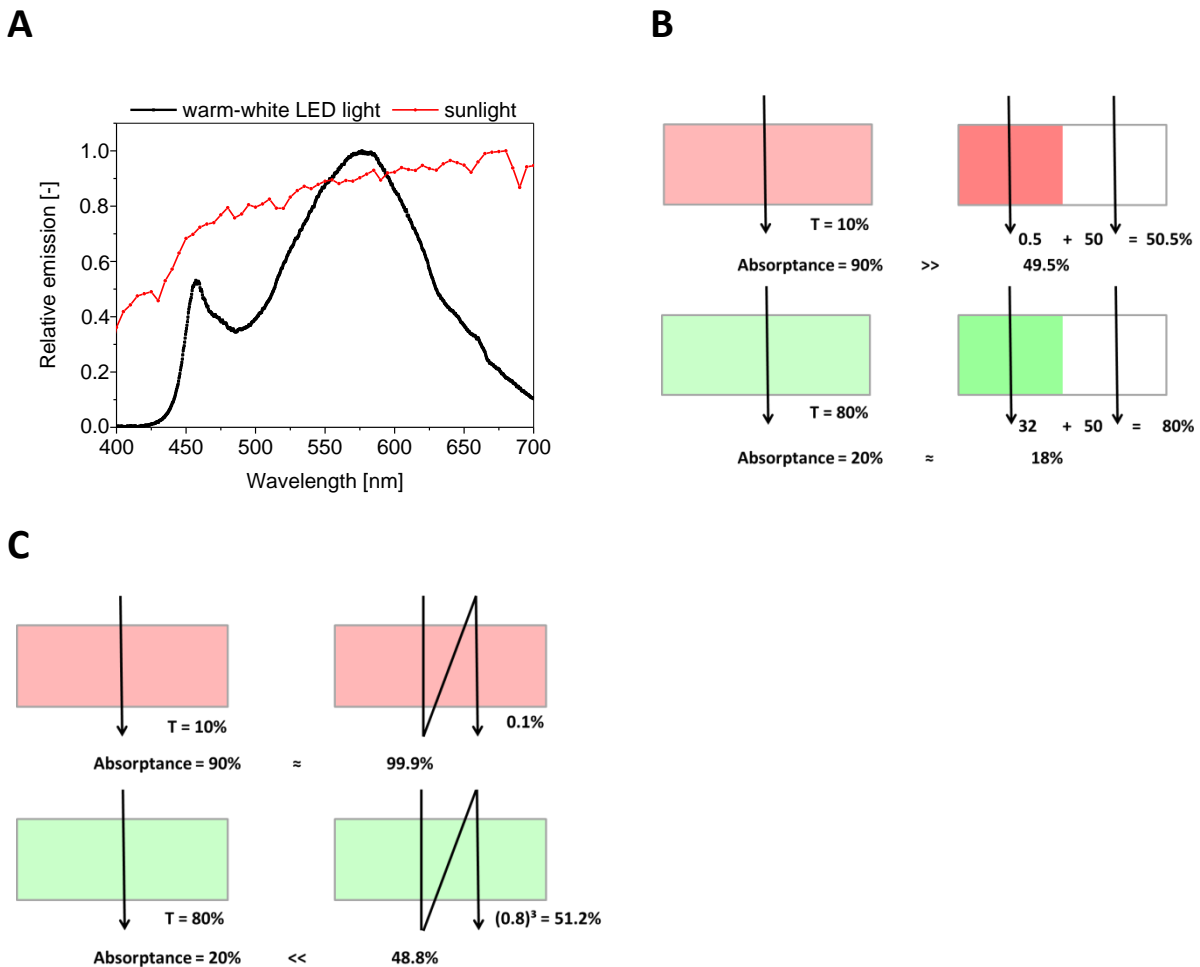 A
warm-white LED light sunlight
Relative emission [-]
1.0
0.8
0.6
0.4
0.2
0.0
400 450 500 550 600 650 700
Wavelength [nm]
B
T = 10%
0.5 + 50 = 50.5%
Absorptance = 90% >> 49.5%
T = 80%
32 + 50 = 80%
Absorptance = 20% ≈ 18%
C
T = 10%
0.1%
Absorptance = 90% ≈ 99.9%
T = 80%
(0.8)³ = 51.2%
Absorptance = 20% << 48.8%